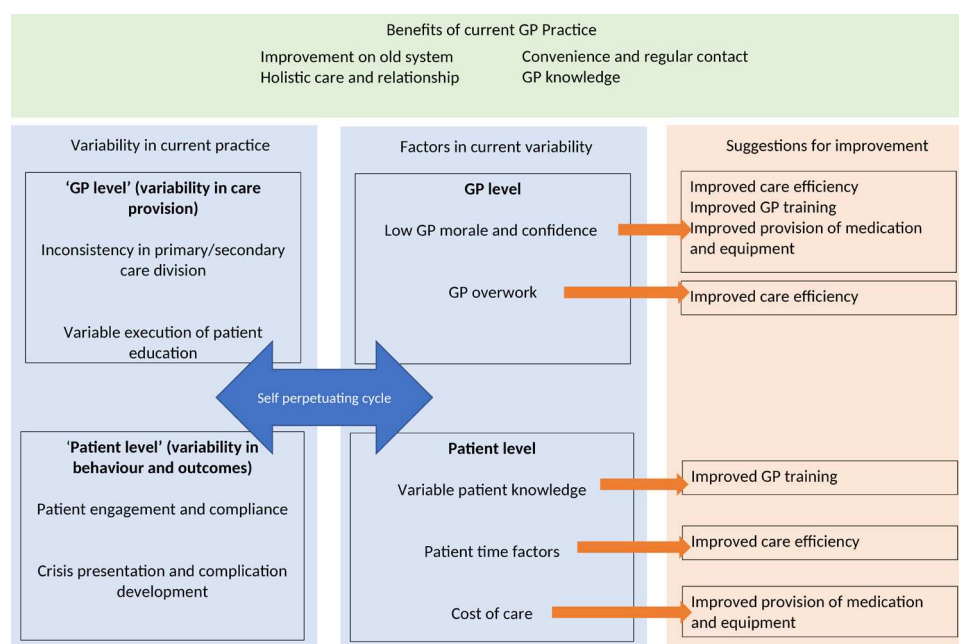 Benefits of current GP Practice
Improvement on old system
Convenience and regular contact
Holistic care and relationship
GP knowledge
Variability in current practice
‘GP level’ (variability in care
provision)
Inconsistency in primary/secondary
care division
Variable execution of patient
education
Factors in current variability
GP level
Low GP morale and confidence
GP overwork
Suggestions for improvement
Improved care efficiency
Improved GP training
Improved provision of medication
and equipment
Improved care efficiency
Self perpetuating cycle
‘Patient level’ (variability in
behaviour and outcomes)
Patient engagement and compliance
Crisis presentation and complication
development
Patient level
Variable patient knowledge
Patient time factors
Cost of care
Improved GP training
Improved care efficiency
Improved provision of medication
and equipment